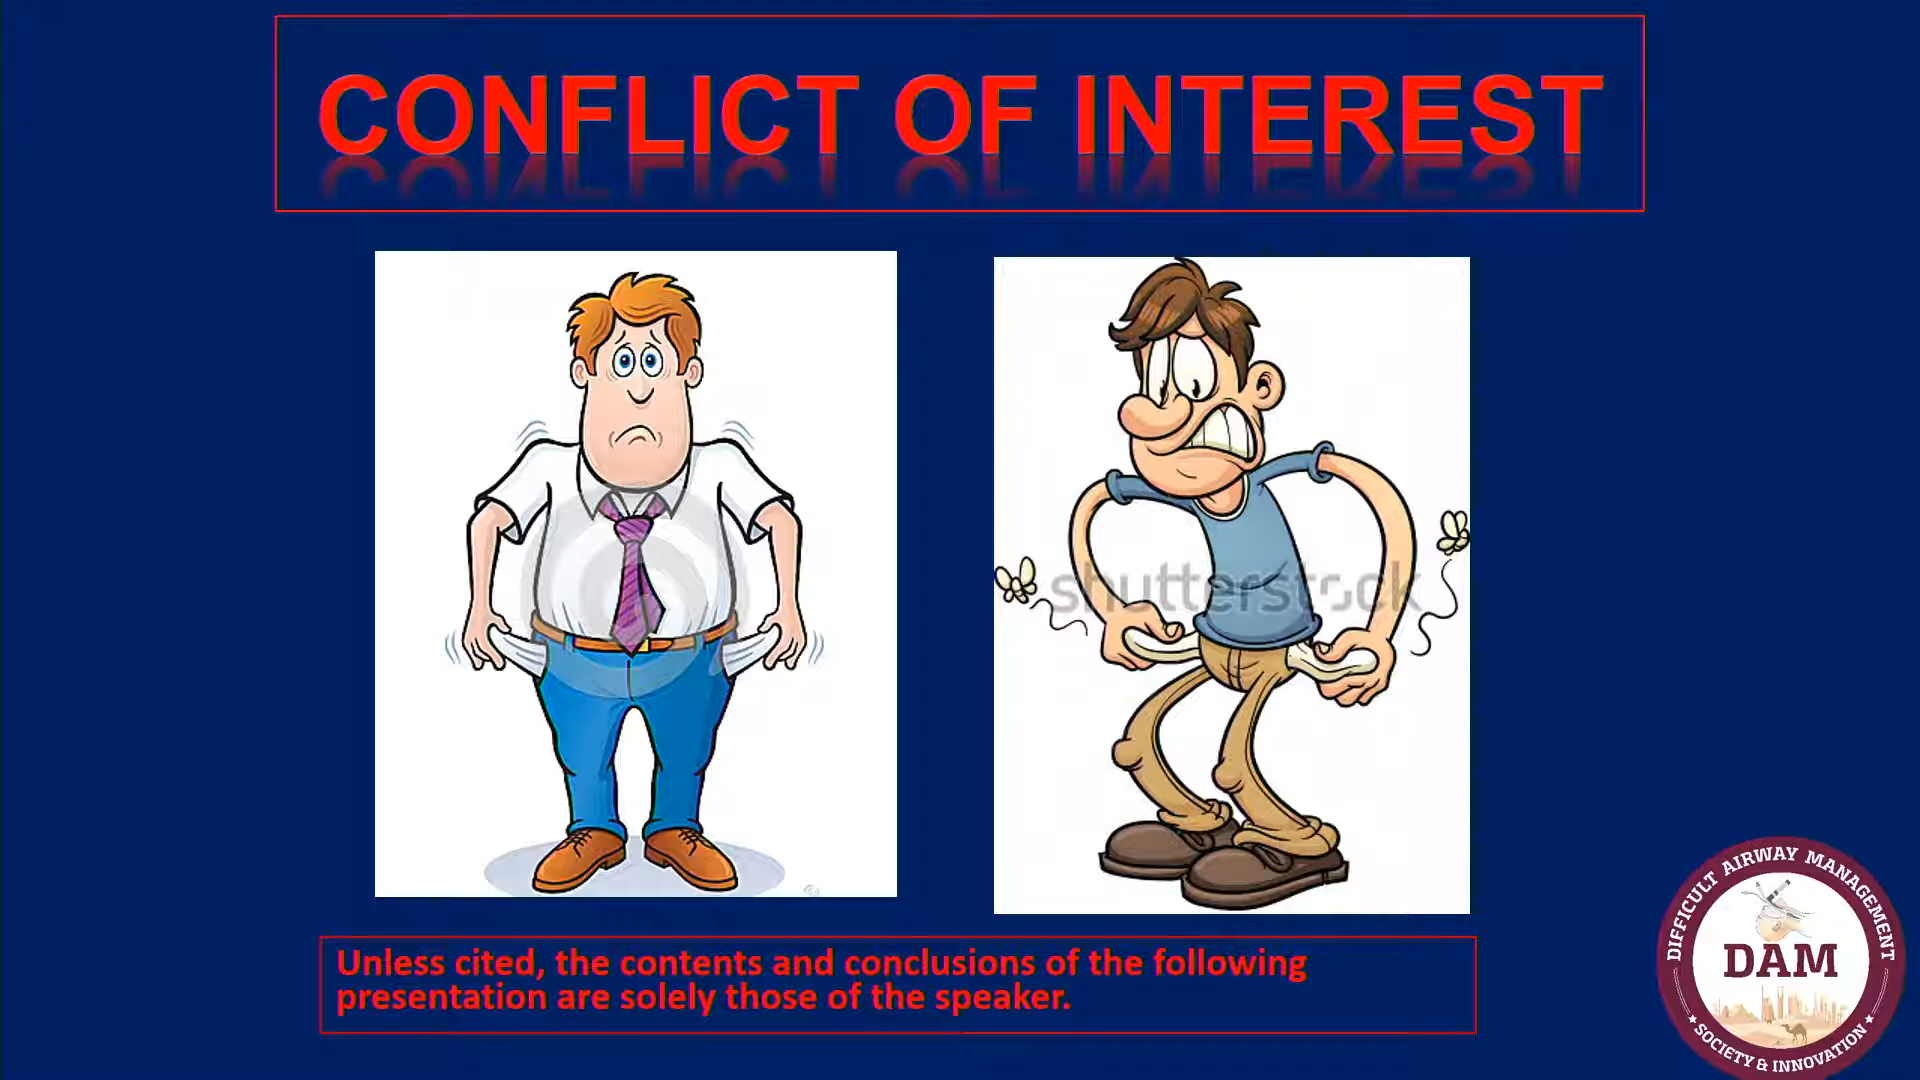 CONFLICT OF INTEREST
shutterstock
Unless cited, the contents and conclusions of the following
presentation are solely those of the speaker.
DIFFICULT AIRWAY MANAGEMENT
DAM
SOCIETY & INNOVATION